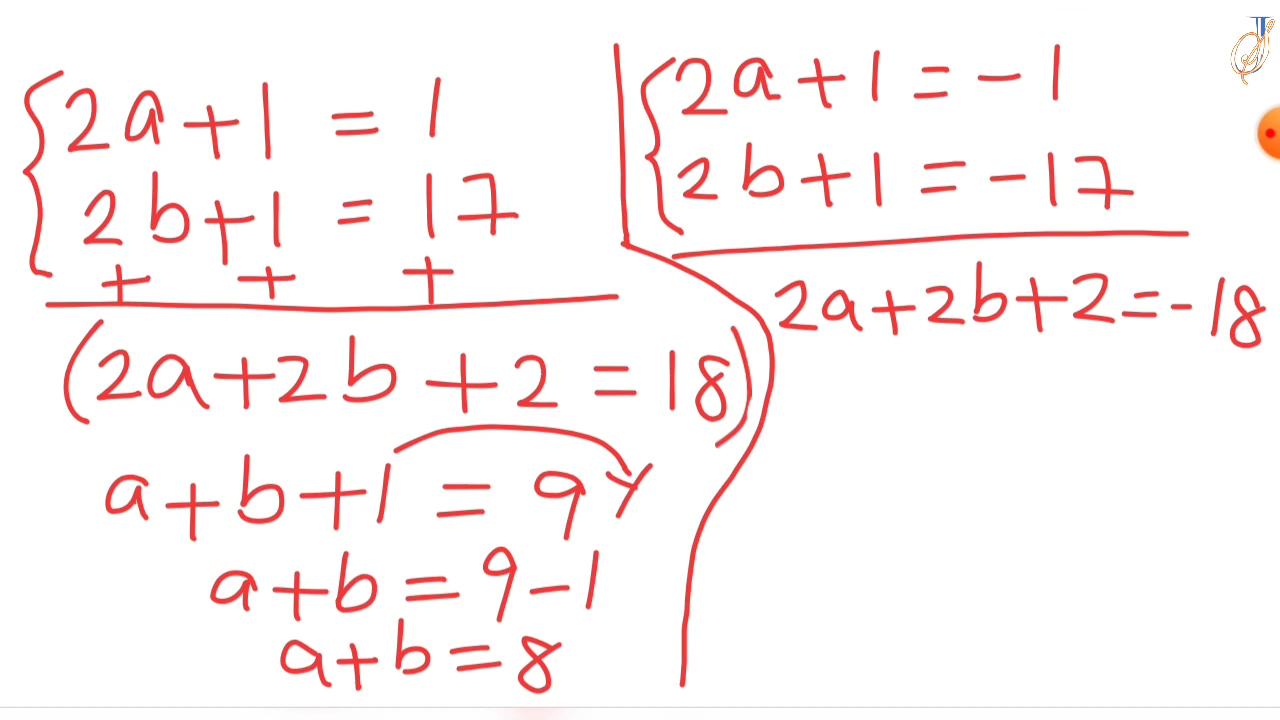 2a+1 = 1
2b+1 = 17
+ + +
(2a+2b+2=18)
a+b+1 = 9
a+b=9-1
a+b=8
2a+1=-1
2b+1=-17
2a+2b+2=-18